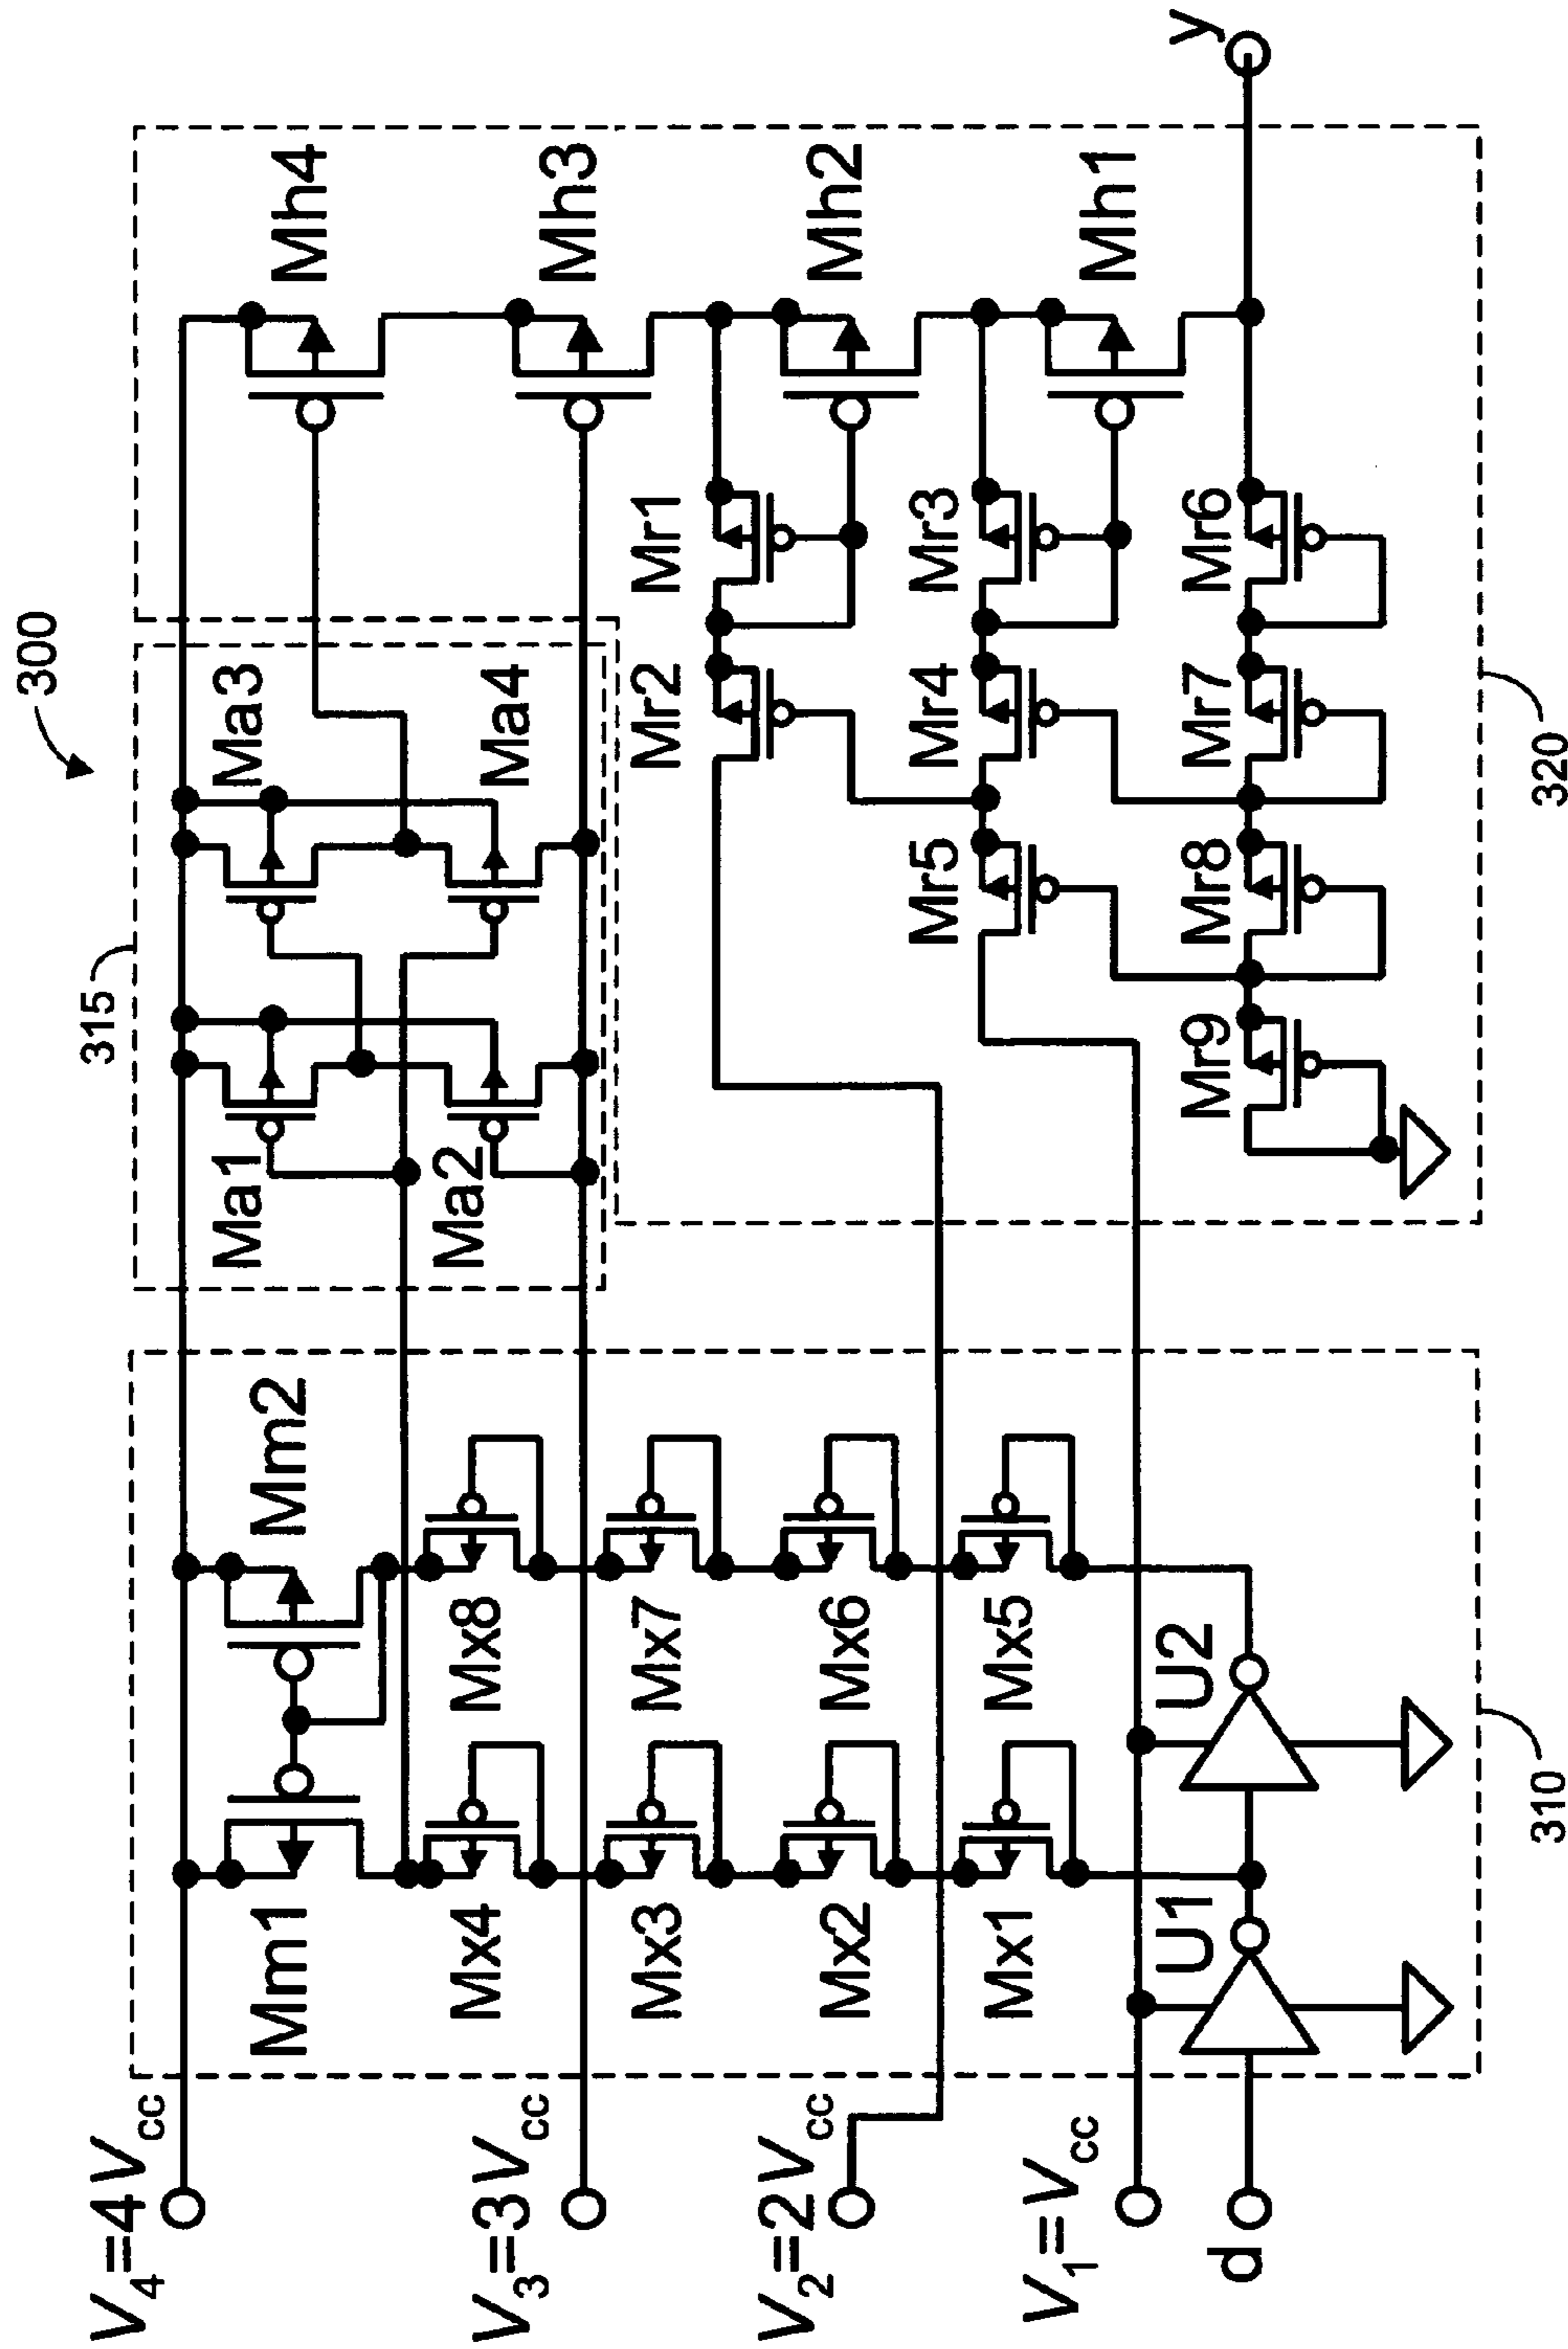 300
315
V4=4Vcc
V3=3Vcc
V2=2Vcc
V1=Vcc
d
Mm1
Mm2
Mx4
Mx8
Mx3
Mx7
Mx2
Mx6
Mx1
Mx5
U1
U2
310
Ma1
Ma3
Ma2
Ma4
Mh4
Mh3
Mh2
Mh1
Mr2
Mr1
Mr5
Mr4
Mr3
Mr9
Mr8
Mr7
Mr6
y
320